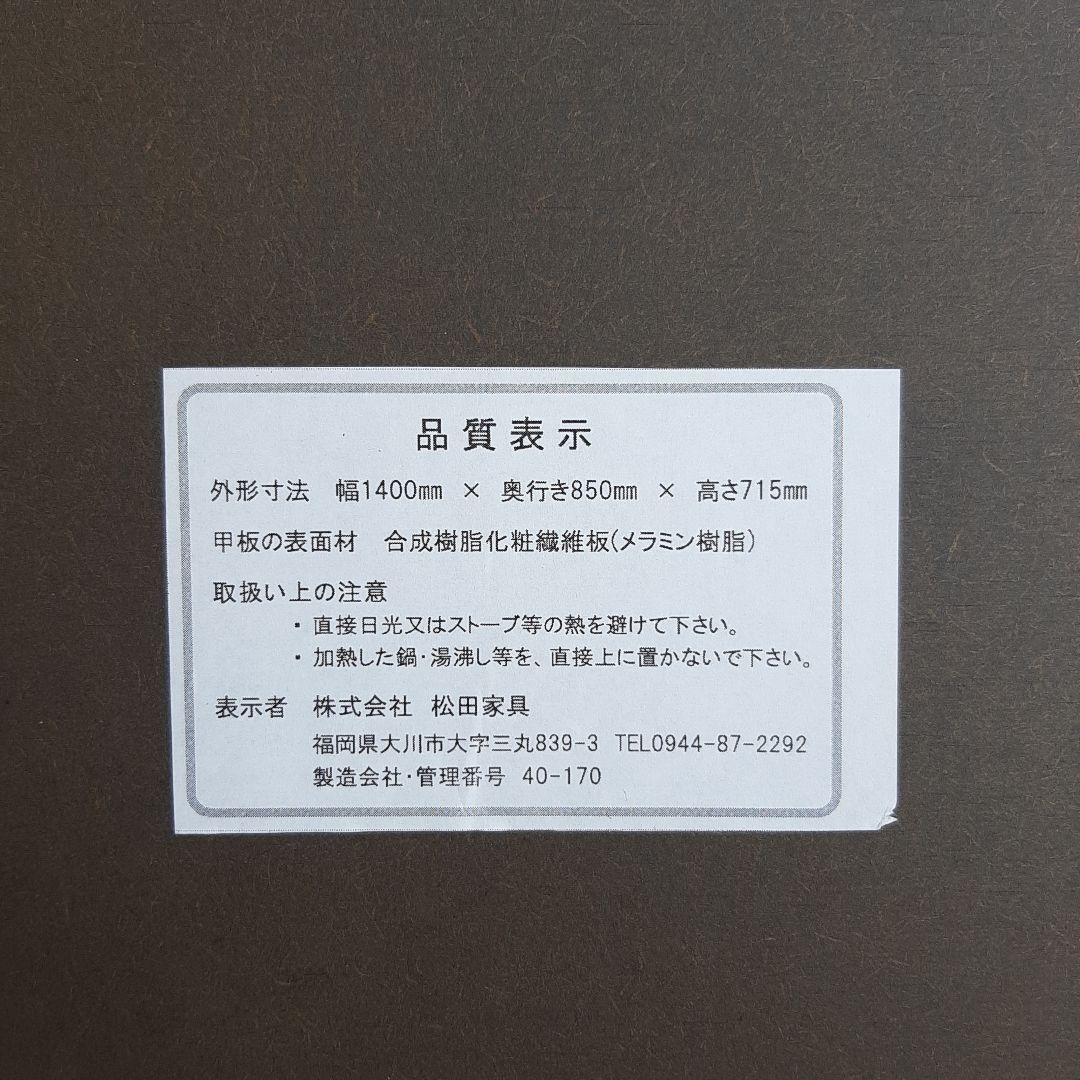 品質表示
外形寸法 幅1400㎜ × 奥行き850㎜ × 高さ715㎜
甲板の表面材 合成樹脂化粧繊維板(メラミン樹脂)
取扱い上の注意
・ 直接日光又はストーブ等の熱を避けて下さい。
・ 加熱した鍋・湯沸し等を、直接上に置かないで下さい。
表示者 株式会社 松田家具
福岡県大川市大字三丸839-3 TEL0944-87-2292
製造会社・管理番号 40-170